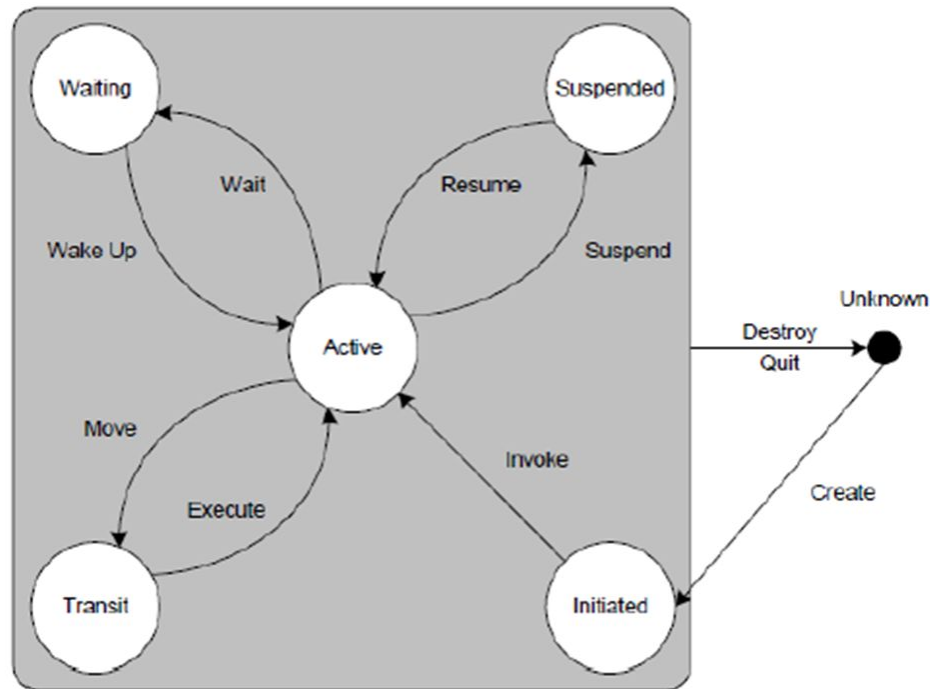 Waiting
Suspended
Wait
Resume
Wake Up
Suspend
Unknown
Destroy
Quit
Active
Move
Invoke
Create
Execute
Transit
Initiated